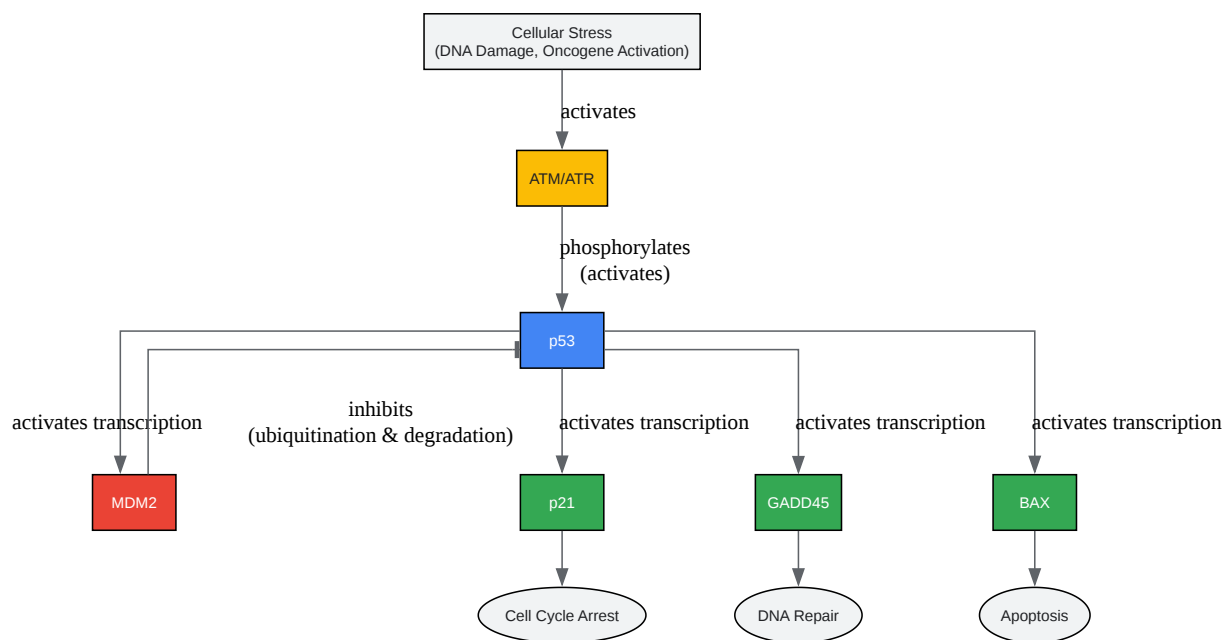 Cellular Stress
(DNA Damage, Oncogene Activation)
activates
ATM/ATR
phosphorylates
(activates)
p53
activates transcription
inhibits
(ubiquitination & degradation)
activates transcription
activates transcription
activates transcription
MDM2
p21
GADD45
BAX
Cell Cycle Arrest
DNA Repair
Apoptosis